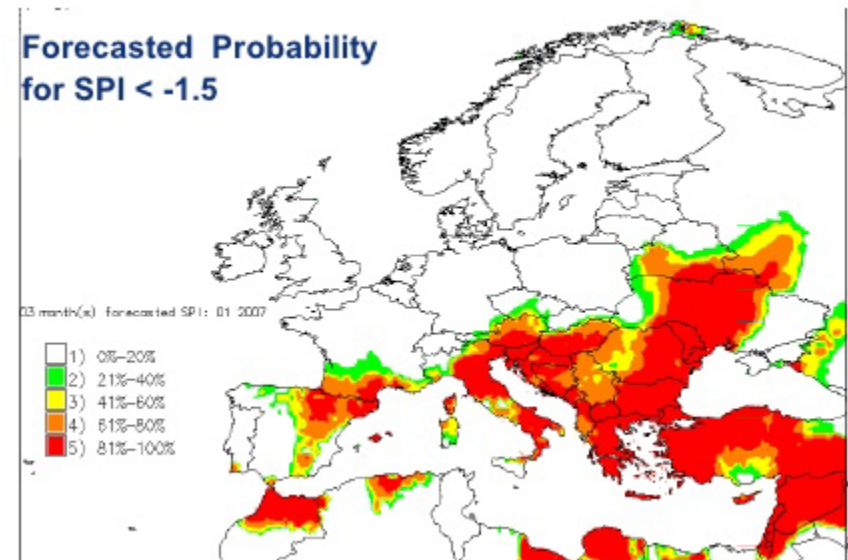 Forecasted Probability
for SPI < -1.5
03 month(s) forecasted SPI: 01 2007
1) 0%-20%
2) 21%-40%
3) 41%-60%
4) 61%-80%
5) 81%-100%